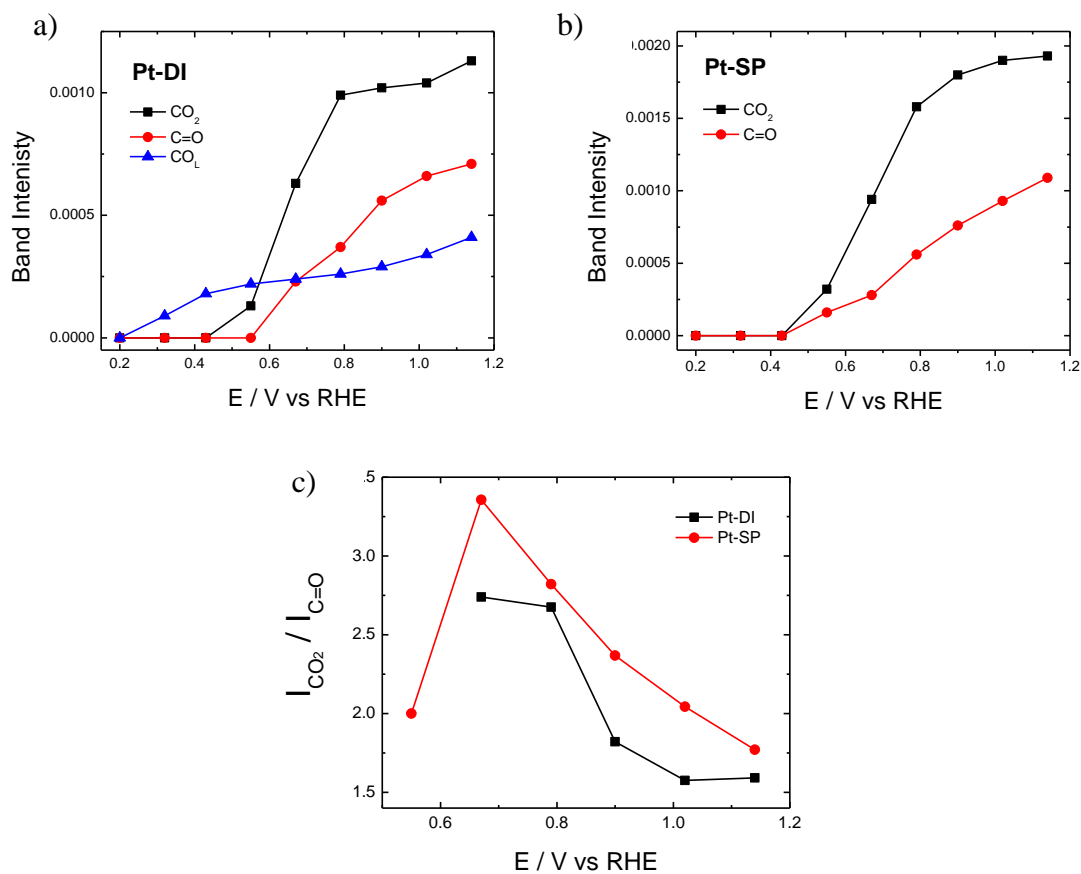 a)
Pt-DI
CO2
C=O
COL
0.0010
0.0005
0.0000
Band Intenisty
0.2 0.4 0.6 0.8 1.0 1.2
E / V vs RHE
b)
Pt-SP
CO2
C=O
.0020
0.0015
0.0010
0.0005
0.0000
Band Intensity
0.2 0.4 0.6 0.8 1.0 1.2
E / V vs RHE
c)
Pt-DI
Pt-SP
.5
3.0
2.5
2.0
1.5
ICO2 / IC=O
0.6 0.8 1.0 1.2
E / V vs RHE